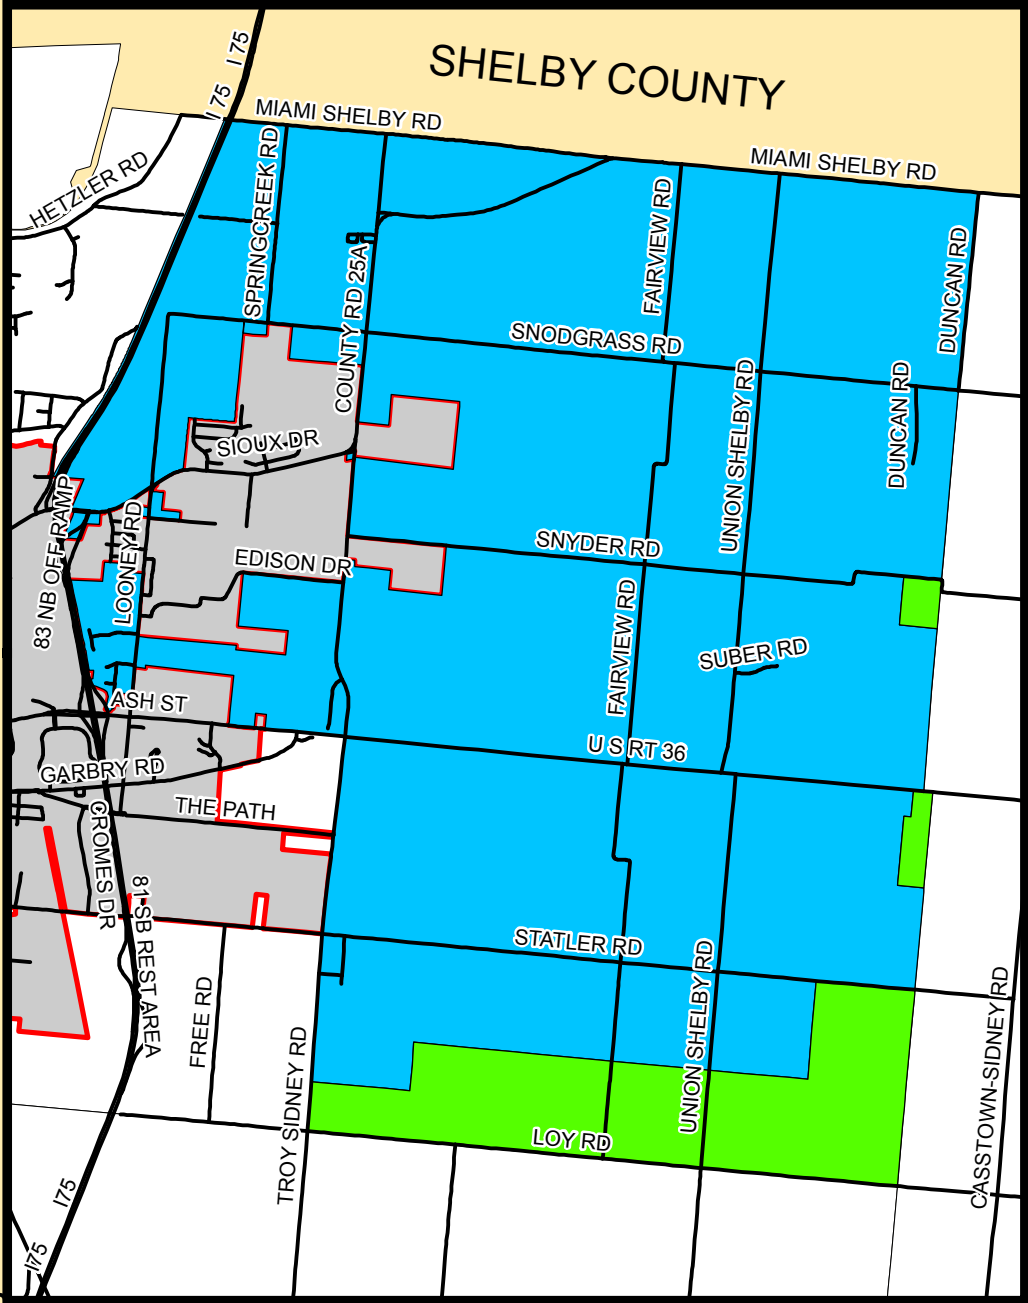 SHELBY COUNTY
I 75
I 75
MIAMI SHELBY RD
MIAMI SHELBY RD
HETZLER RD
SPRINGCREEK RD
FAIRVIEW RD
DUNCAN RD
COUNTY RD 25A
SNODGRASS RD
UNION SHELBY RD
DUNCAN RD
SIOUX DR
83 NB OFF RAMP
LOONEY RD
EDISON DR
SNYDER RD
FAIRVIEW RD
SUBER RD
ASH ST
U S RT 36
GARBRY RD
THE PATH
CROMES DR
81 SB REST AREA
STATLER RD
FREE RD
TROY SIDNEY RD
UNION SHELBY RD
CASSTOWN-SIDNEY RD
LOY RD
I75
I75